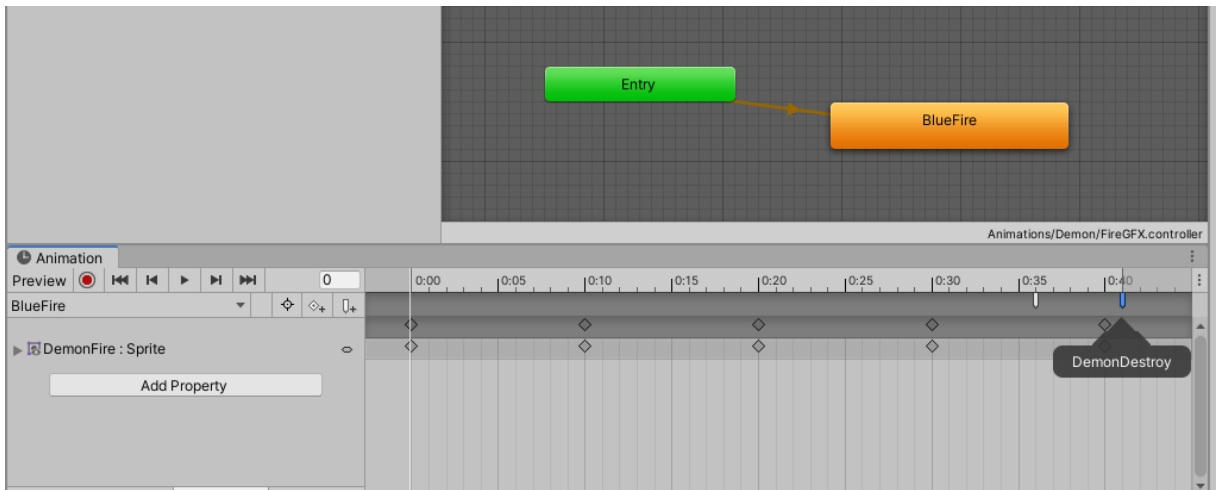 Entry
BlueFire
Animations/Demon/FireGFX.controller
Animation
Preview 0 0:00 0:05 0:10 0:15 0:20 0:25 0:30 0:35 0:40
BlueFire
DemonFire : Sprite
DemonDestroy
Add Property